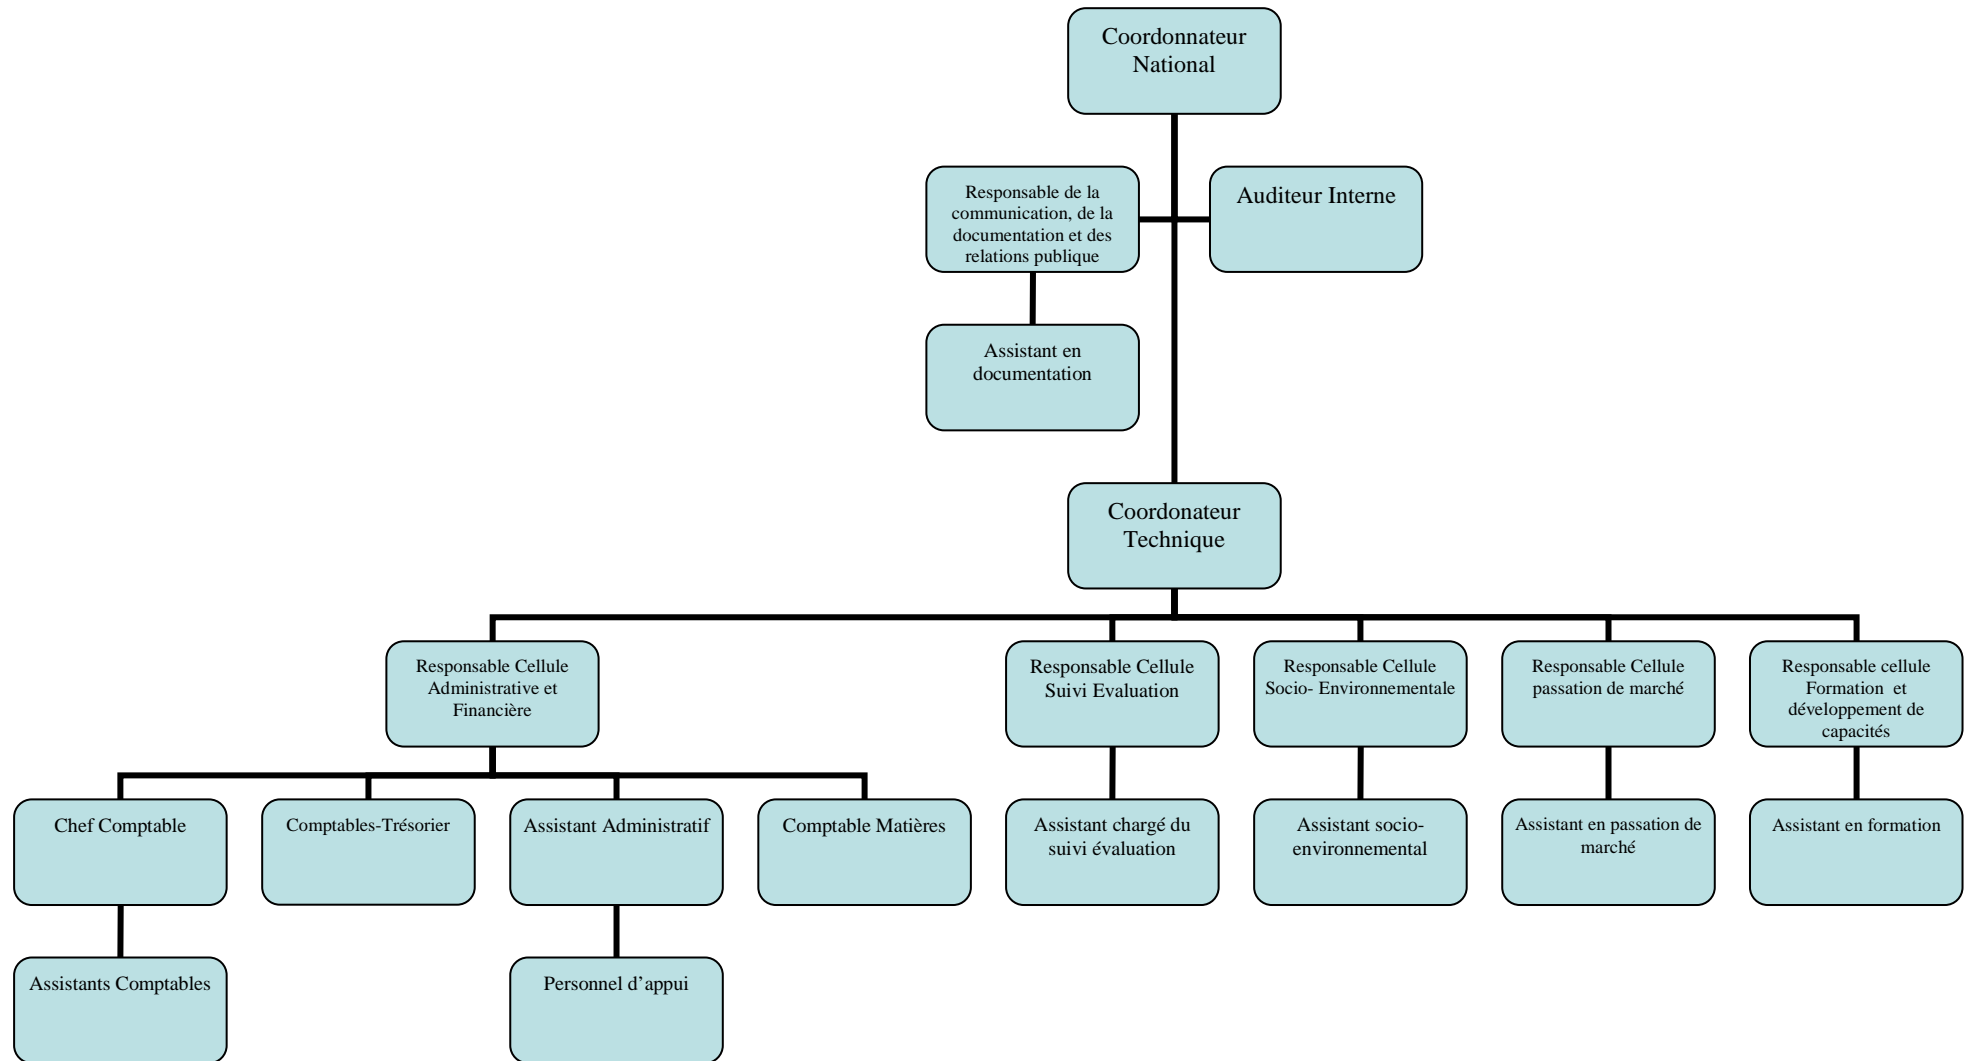 Coordonnateur
National
Responsable de la
communication, de la
documentation et des
relations publique
Auditeur Interne
Assistant en
documentation
Coordonateur
Technique
Responsable Cellule
Administrative et
Financière
Responsable Cellule
Suivi Evaluation
Responsable Cellule
Socio- Environnementale
Responsable Cellule
passation de marché
Responsable cellule
Formation  et
développement de
capacités
Chef Comptable
Comptables-Trésorier
Assistant Administratif
Comptable Matières
Assistant chargé du
suivi évaluation
Assistant socio-
environnemental
Assistant en passation de
marché
Assistant en formation
Assistants Comptables
Personnel d’appui